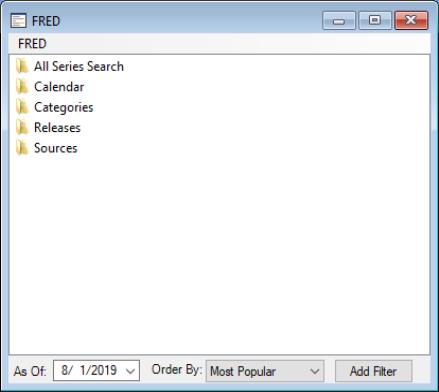 FRED
FRED
All Series Search
Calendar
Categories
Releases
Sources
As Of: 8/ 1/2019 Order By: Most Popular Add Filter